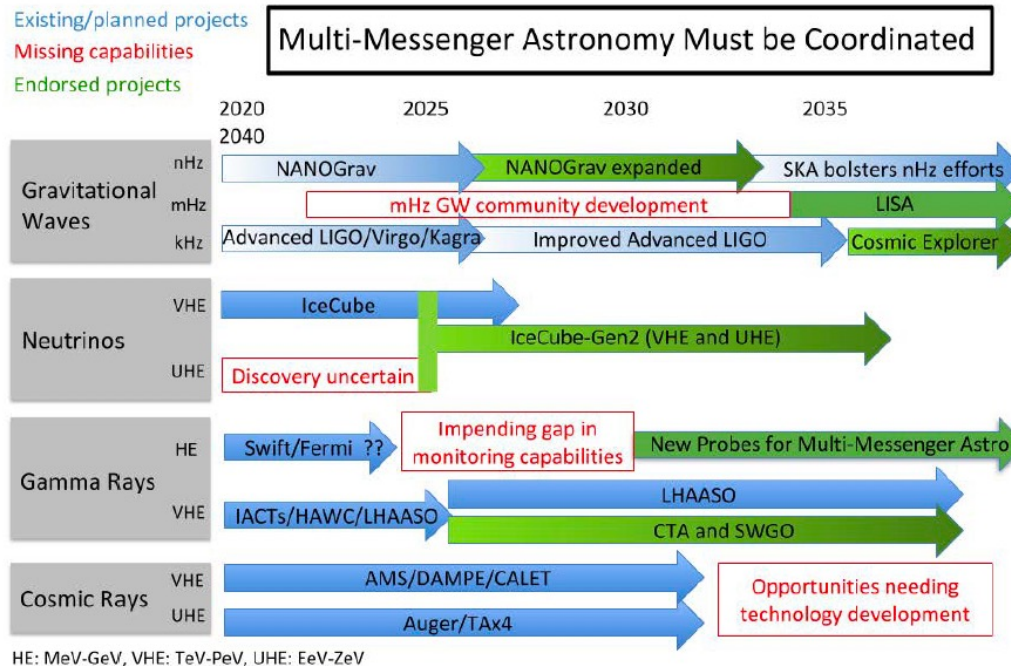 Existing/planned projects
Missing capabilities
Endorsed projects
Multi-Messenger Astronomy Must be Coordinated
2020 2025 2030 2035
2040
Gravitational
Waves
nHz
mHz
kHz
NANOGrav
NANOGrav expanded
SKA bolsters nHz efforts
mHz GW community development
LISA
Advanced LIGO/Virgo/Kagra
Improved Advanced LIGO
Cosmic Explorer
Neutrinos
VHE
UHE
IceCube
IceCube-Gen2 (VHE and UHE)
Discovery uncertain
Gamma Rays
HE
VHE
Swift/Fermi ??
Impending gap in
monitoring capabilities
New Probes for Multi-Messenger Astro
IACTs/HAWC/LHAASO
LHAASO
CTA and SWGO
Cosmic Rays
VHE
UHE
AMS/DAMPE/CALET
Auger/TAx4
Opportunities needing
technology development
HE: MeV-GeV, VHE: TeV-PeV, UHE: EeV-ZeV